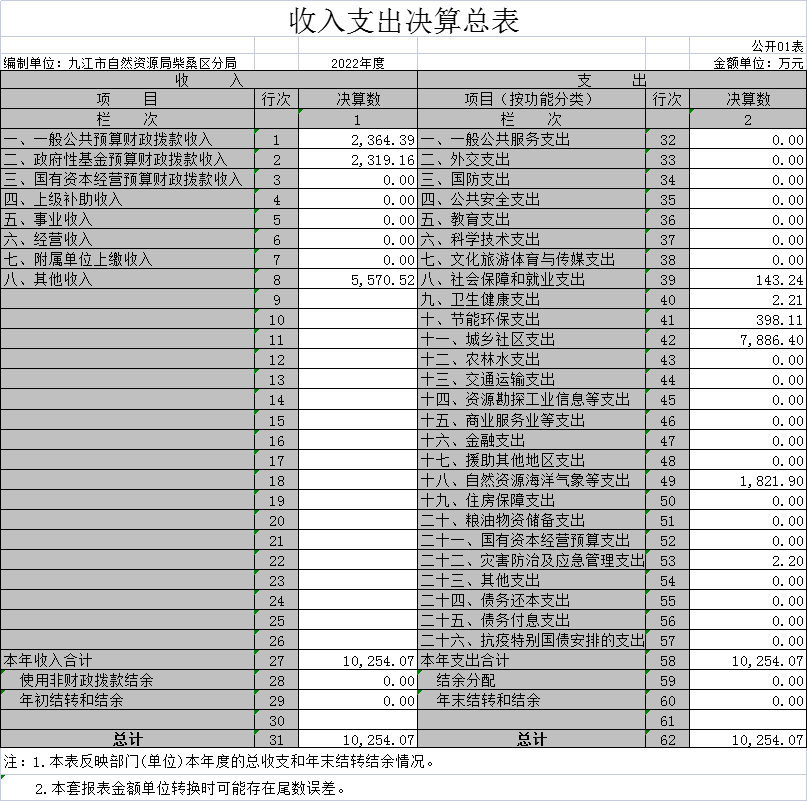 收入支出决算总表
公开01表
编制单位：九江市自然资源局柴桑区分局 2022年度 金额单位：万元
收 入 支 出
项 目 行次 决算数 项目（按功能分类） 行次 决算数
栏 次 1 栏 次 2
一、一般公共预算财政拨款收入 1 2,364.39 一、一般公共服务支出 32 0.00
二、政府性基金预算财政拨款收入 2 2,319.16 二、外交支出 33 0.00
三、国有资本经营预算财政拨款收入 3 0.00 三、国防支出 34 0.00
四、上级补助收入 4 0.00 四、公共安全支出 35 0.00
五、事业收入 5 0.00 五、教育支出 36 0.00
六、经营收入 6 0.00 六、科学技术支出 37 0.00
七、附属单位上缴收入 7 0.00 七、文化旅游体育与传媒支出 38 0.00
八、其他收入 8 5,570.52 八、社会保障和就业支出 39 143.24
9 九、卫生健康支出 40 2.21
10 十、节能环保支出 41 398.11
11 十一、城乡社区支出 42 7,886.40
12 十二、农林水支出 43 0.00
13 十三、交通运输支出 44 0.00
14 十四、资源勘探工业信息等支出 45 0.00
15 十五、商业服务业等支出 46 0.00
16 十六、金融支出 47 0.00
17 十七、援助其他地区支出 48 0.00
18 十八、自然资源海洋气象等支出 49 1,821.90
19 十九、住房保障支出 50 0.00
20 二十、粮油物资储备支出 51 0.00
21 二十一、国有资本经营预算支出 52 0.00
22 二十二、灾害防治及应急管理支出 53 2.20
23 二十三、其他支出 54 0.00
24 二十四、债务还本支出 55 0.00
25 二十五、债务付息支出 56 0.00
26 二十六、抗疫特别国债安排的支出 57 0.00
本年收入合计 27 10,254.07 本年支出合计 58 10,254.07
使用非财政拨款结余 28 0.00 结余分配 59 0.00
年初结转和结余 29 0.00 年末结转和结余 60 0.00
30 61
总计 31 10,254.07 总计 62 10,254.07
注：1.本表反映部门(单位)本年度的总收支和年末结转结余情况。
2.本套报表金额单位转换时可能存在尾数误差。